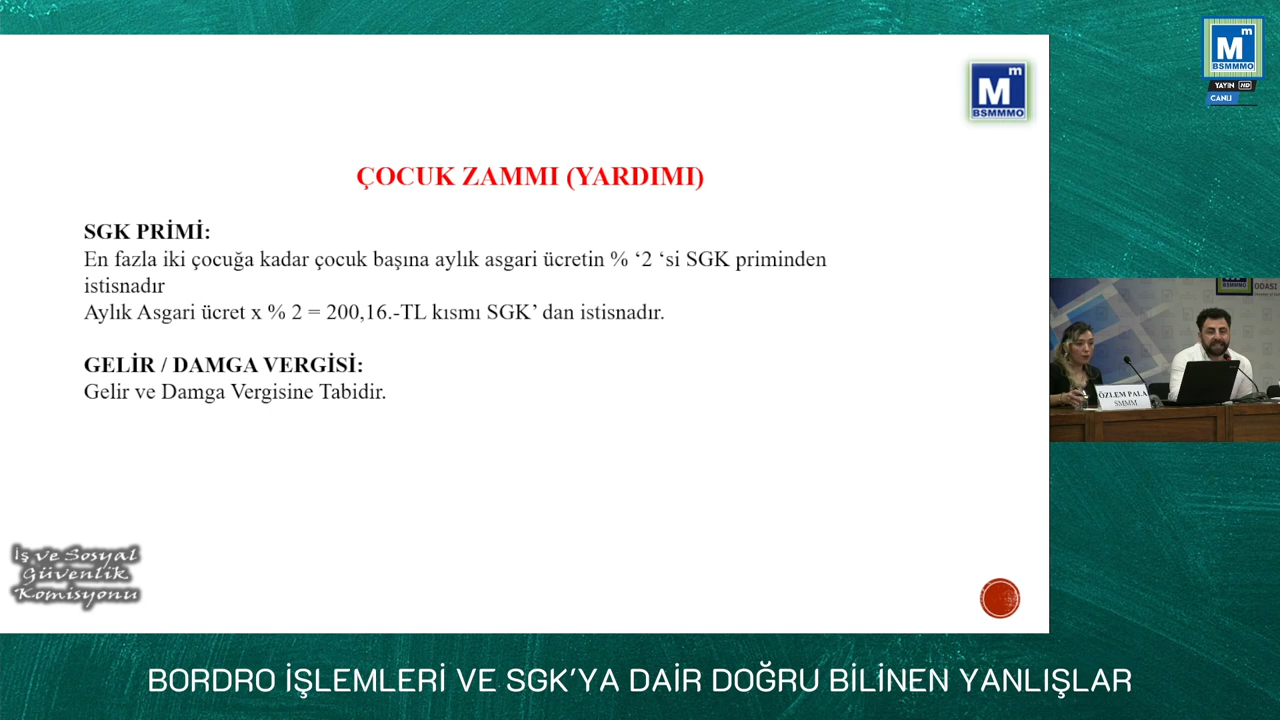 M m
BSMMMO
YAYIN HD
CANLI
M m
BSMMMO
ÇOCUK ZAMMI (YARDIMI)
SGK PRİMİ:
En fazla iki çocuğa kadar çocuk başına aylık asgari ücretin % ‘2 ‘si SGK priminden
istisnadır
Aylık Asgari ücret x % 2 = 200,16.-TL kısmı SGK’ dan istisnadır.
GELİR / DAMGA VERGİSİ:
Gelir ve Damga Vergisine Tabidir.
BSMMMO
ODASI
ÖZLEM PALA
SMMM
İş ve Sosyal
Güvenlik
Komisyonu
BORDRO İŞLEMLERİ VE SGK'YA DAİR DOĞRU BİLİNEN YANLIŞLAR